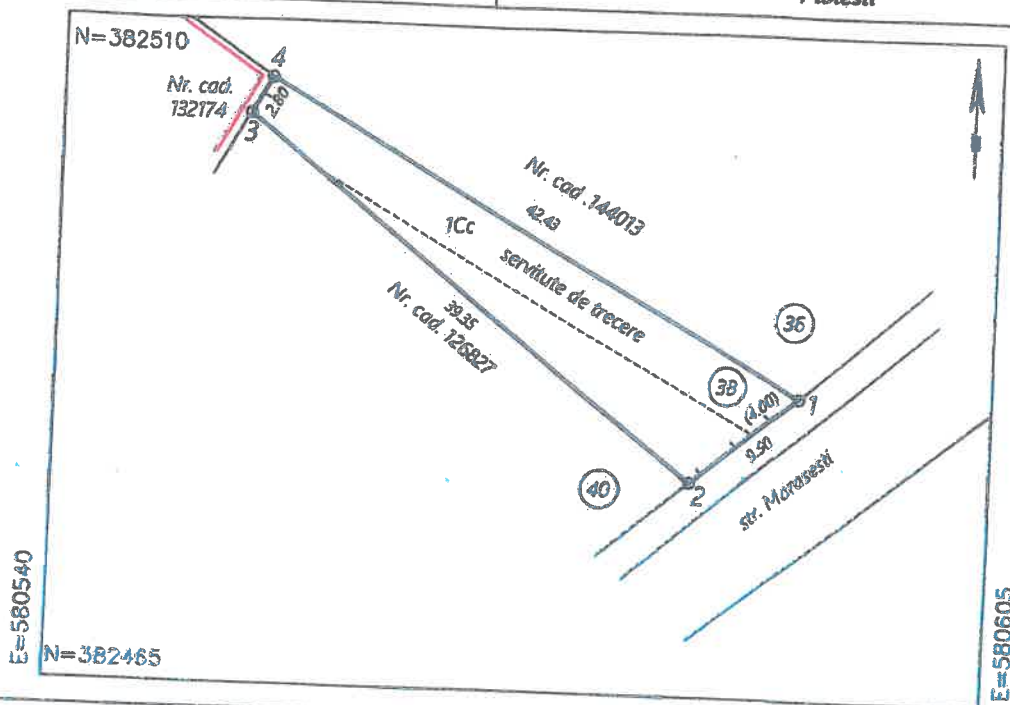 N=382510
4
Nr. cad.
132174
2.80
3
Nr. cad .144013
42.43
1Cc
servitute de trecere
39.35
Nr. cad. 126827
36
38
(4.00)
1
9.90
2
40
str. Marasesti
E=580540
N=382465
E=580605